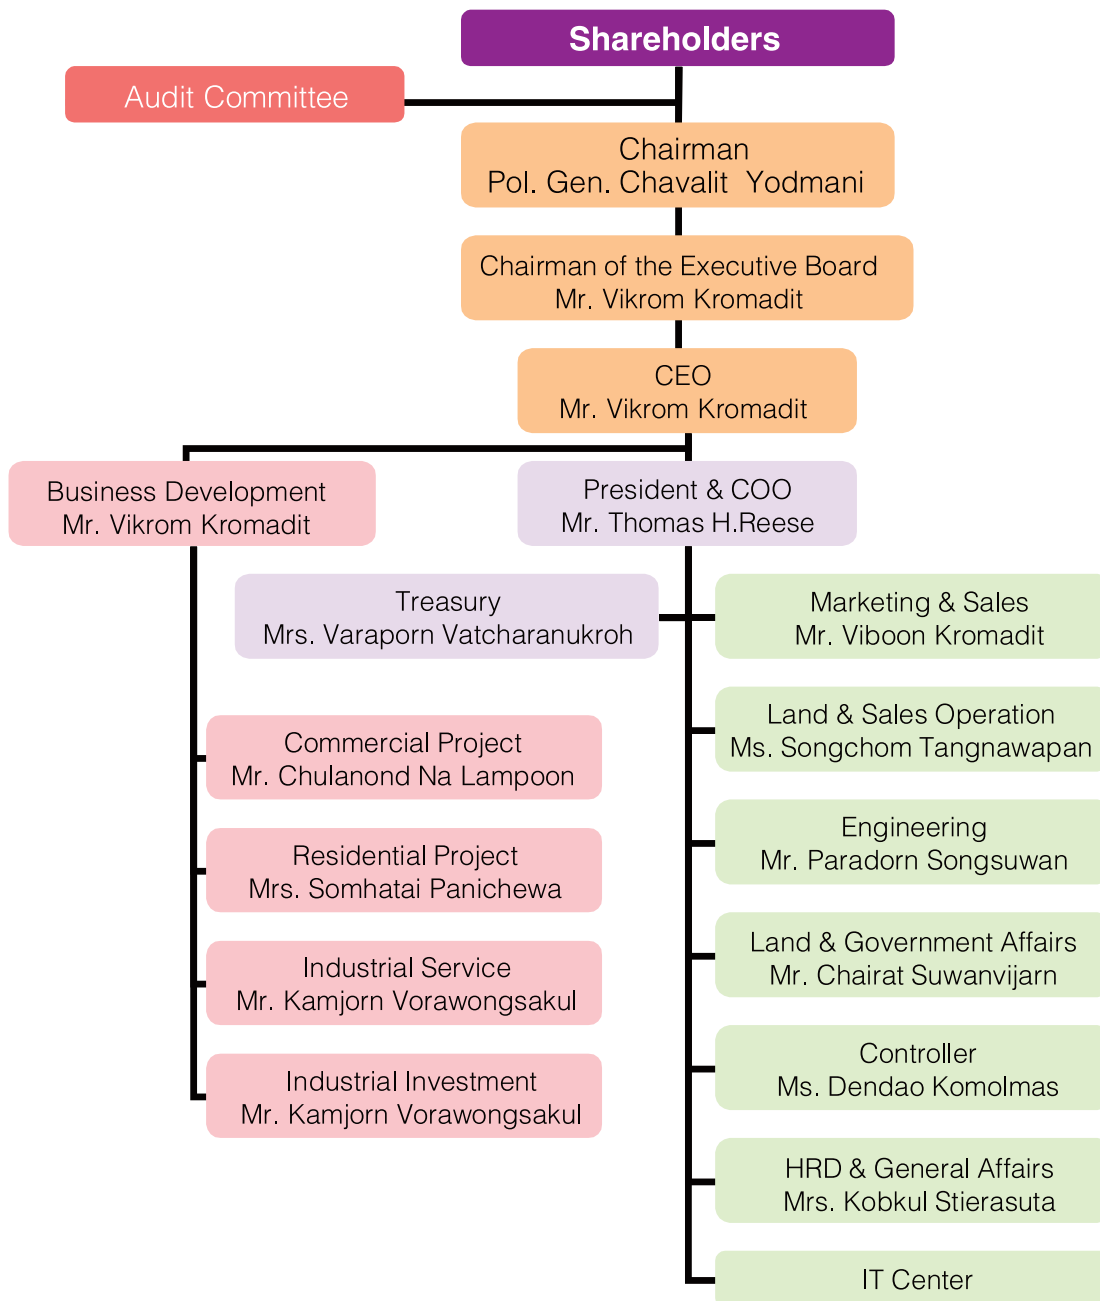 Shareholders
Audit Committee
Chairman
Pol. Gen. Chavalit Yodmani
Chairman of the Executive Board
Mr. Vikrom Kromadit
CEO
Mr. Vikrom Kromadit
Business Development
Mr. Vikrom Kromadit
President & COO
Mr. Thomas H.Reese
Treasury
Mrs. Varaporn Vatcharanukroh
Marketing & Sales
Mr. Viboon Kromadit
Land & Sales Operation
Ms. Songchom Tangnawapan
Commercial Project
Mr. Chulanond Na Lampoon
Engineering
Mr. Paradorn Songsuwan
Residential Project
Mrs. Somhatai Panichewa
Land & Government Affairs
Mr. Chairat Suwanvijarn
Industrial Service
Mr. Kamjorn Vorawongsakul
Controller
Ms. Dendao Komolmas
Industrial Investment
Mr. Kamjorn Vorawongsakul
HRD & General Affairs
Mrs. Kobkul Stierasuta
IT Center